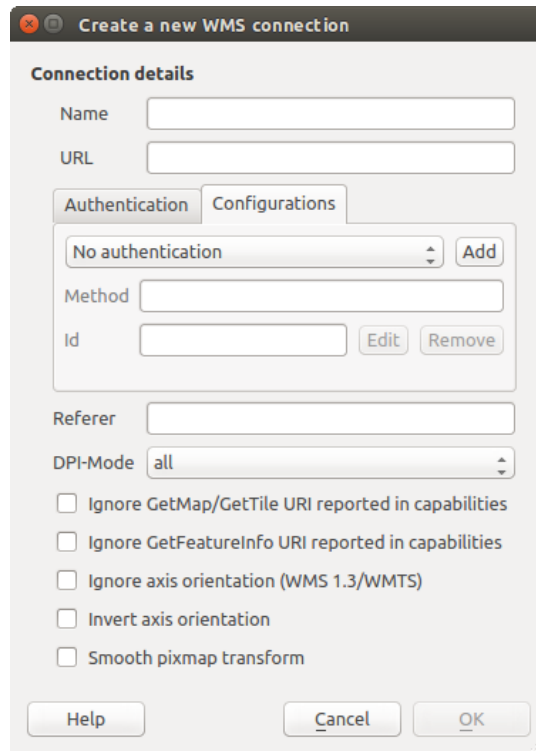 Create a new WMS connection
Connection details
Name
URL
Authentication Configurations
No authentication Add
Method
Id Edit Remove
Referer
DPI-Mode all
Ignore GetMap/GetTile URI reported in capabilities
Ignore GetFeatureInfo URI reported in capabilities
Ignore axis orientation (WMS 1.3/WMTS)
Invert axis orientation
Smooth pixmap transform
Help Cancel OK